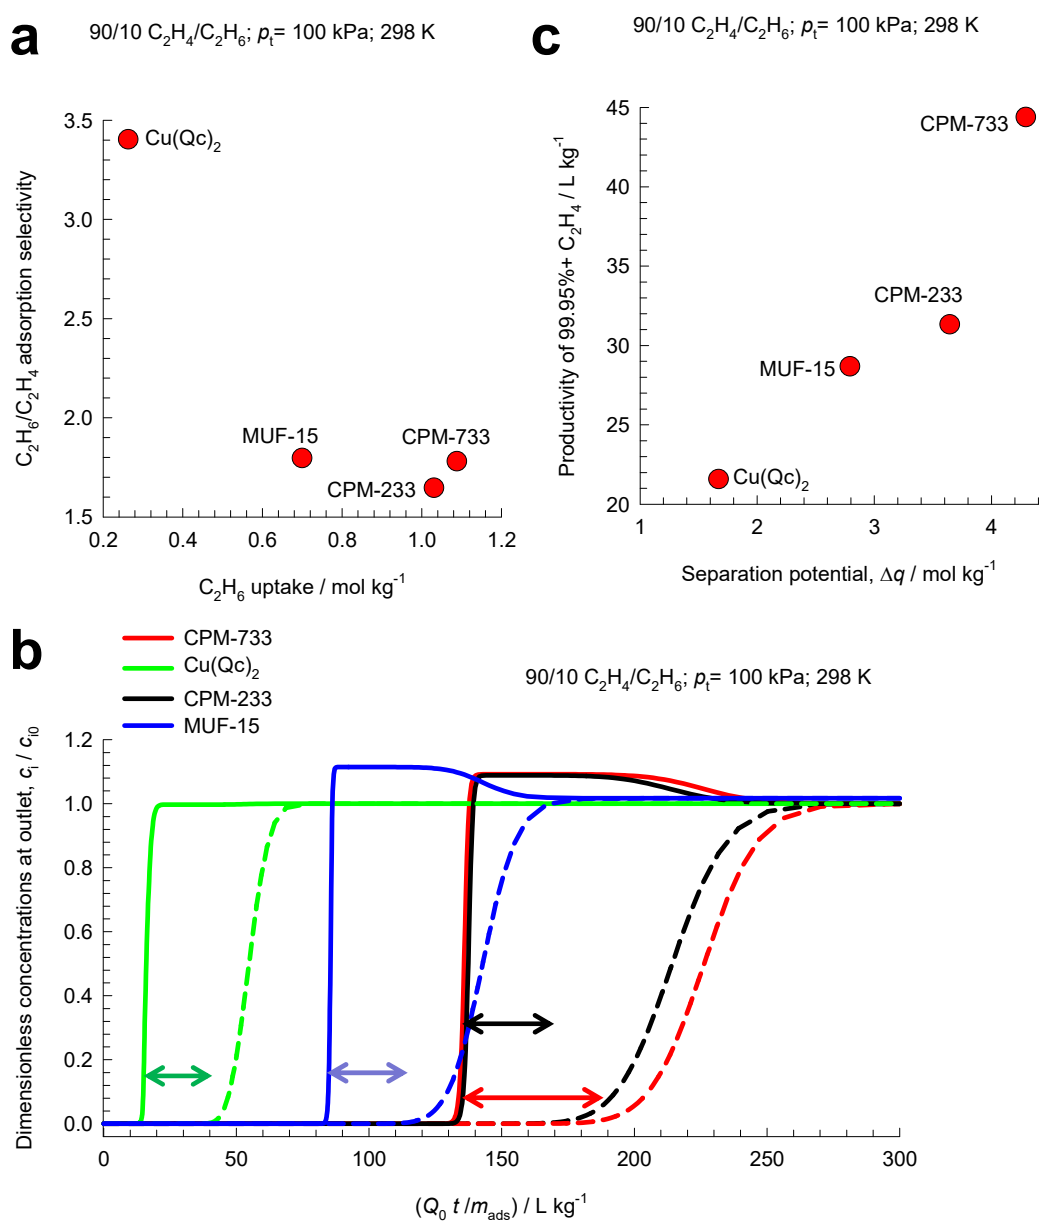 a
90/10 C₂H₄/C₂H₆; pₜ= 100 kPa; 298 K
C₂H₆/C₂H₄ adsorption selectivity
3.5
3.0
2.5
2.0
1.5
Cu(Qc)₂
MUF-15
CPM-733
CPM-233
0.2 0.4 0.6 0.8 1.0 1.2
C₂H₆ uptake / mol kg⁻¹
c
90/10 C₂H₄/C₂H₆; pₜ= 100 kPa; 298 K
Productivity of 99.95%+ C₂H₄ / L kg⁻¹
45
40
35
30
25
20
CPM-733
CPM-233
MUF-15
Cu(Qc)₂
1 2 3 4
Separation potential, Δq / mol kg⁻¹
b
CPM-733
Cu(Qc)₂
CPM-233
MUF-15
90/10 C₂H₄/C₂H₆; pₜ= 100 kPa; 298 K
Dimensionless concentrations at outlet, cᵢ / cᵢ₀
1.2
1.0
0.8
0.6
0.4
0.2
0.0
0 50 100 150 200 250 300
(Q₀ t /mₐdₛ) / L kg⁻¹